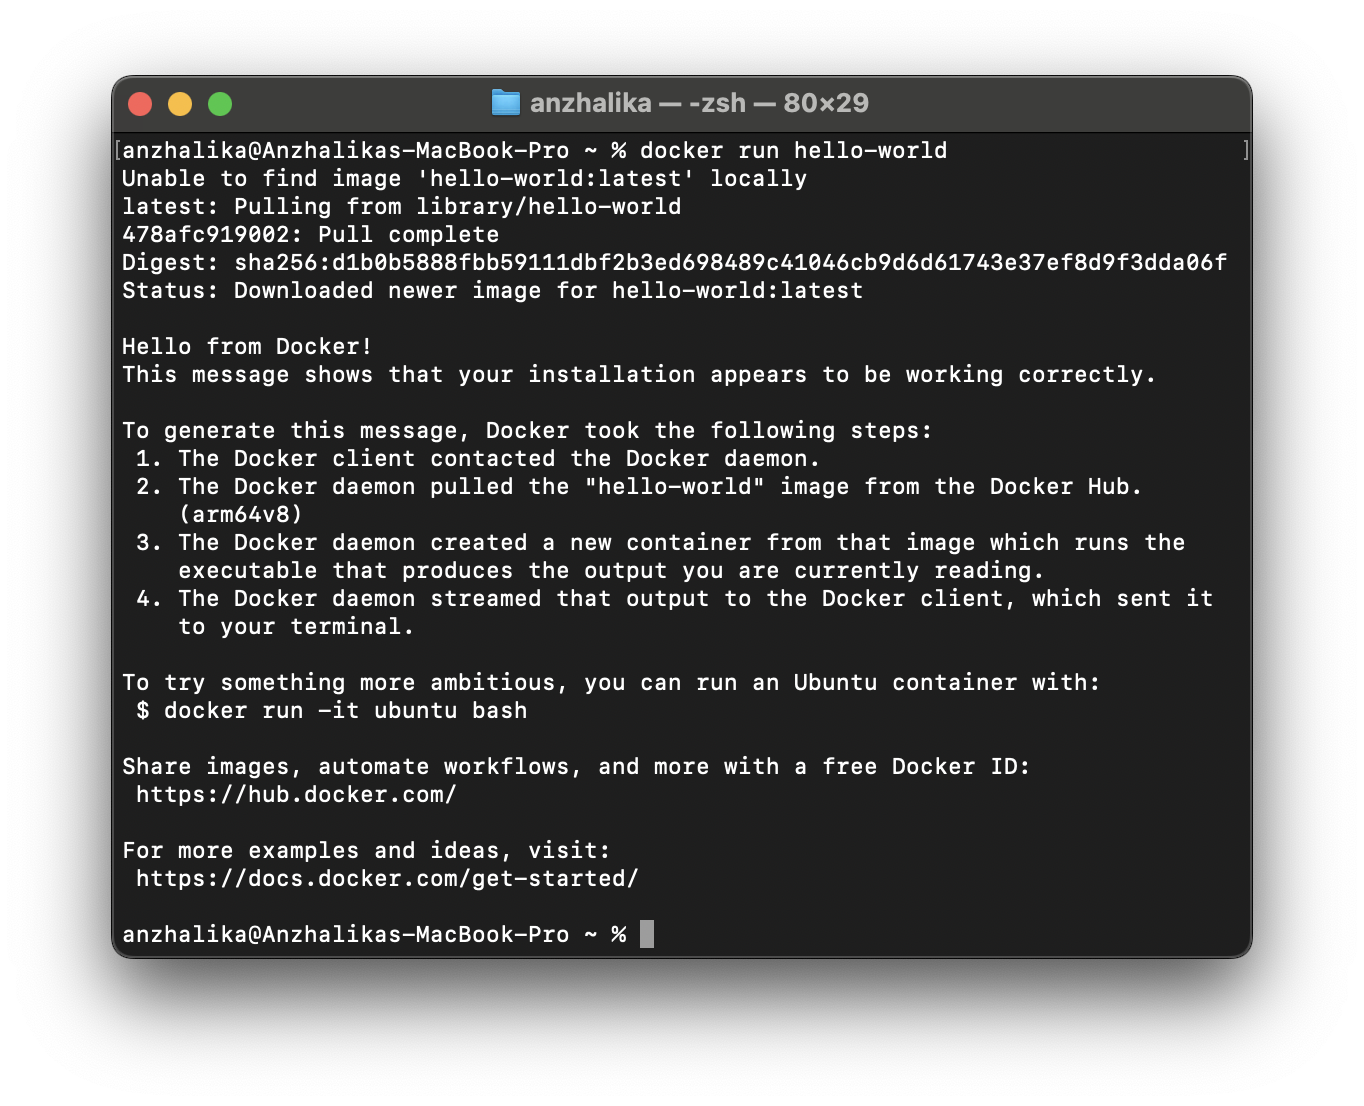 anzhalika — -zsh — 80×29
anzhalika@Anzhalikas-MacBook-Pro ~ % docker run hello-world
Unable to find image 'hello-world:latest' locally
latest: Pulling from library/hello-world
478afc919002: Pull complete
Digest: sha256:d1b0b5888fbb59111dbf2b3ed698489c41046cb9d6d61743e37ef8d9f3dda06f
Status: Downloaded newer image for hello-world:latest

Hello from Docker!
This message shows that your installation appears to be working correctly.

To generate this message, Docker took the following steps:
 1. The Docker client contacted the Docker daemon.
 2. The Docker daemon pulled the "hello-world" image from the Docker Hub.
    (arm64v8)
 3. The Docker daemon created a new container from that image which runs the
    executable that produces the output you are currently reading.
 4. The Docker daemon streamed that output to the Docker client, which sent it
    to your terminal.

To try something more ambitious, you can run an Ubuntu container with:
 $ docker run -it ubuntu bash

Share images, automate workflows, and more with a free Docker ID:
 https://hub.docker.com/

For more examples and ideas, visit:
 https://docs.docker.com/get-started/

anzhalika@Anzhalikas-MacBook-Pro ~ %